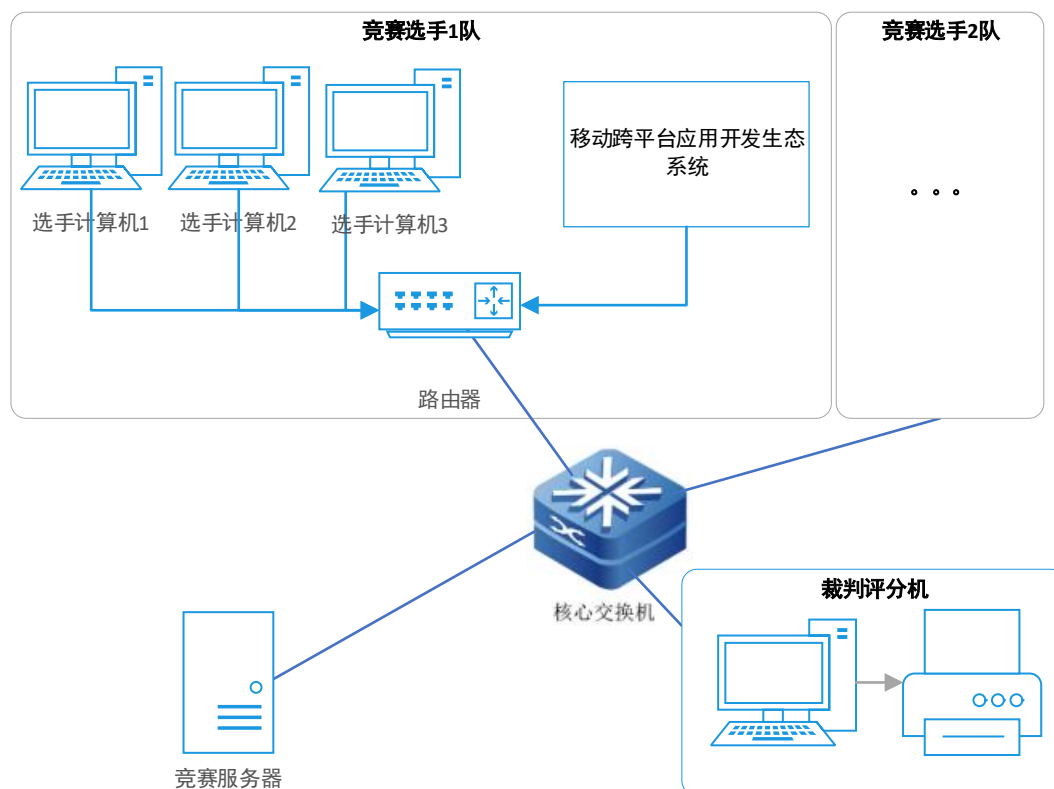 竞赛选手1队
竞赛选手2队
移动跨平台应用开发生态
系统
。。。
选手计算机1
选手计算机2
选手计算机3
路由器
核心交换机
裁判评分机
竞赛服务器